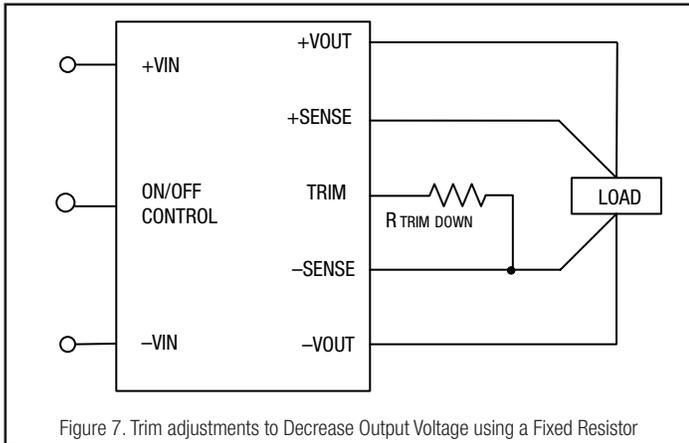 +VOUT
+VIN
+SENSE
ON/OFF
CONTROL
TRIM
R TRIM DOWN
LOAD
–SENSE
–VIN
–VOUT
Figure 7. Trim adjustments to Decrease Output Voltage using a Fixed Resistor